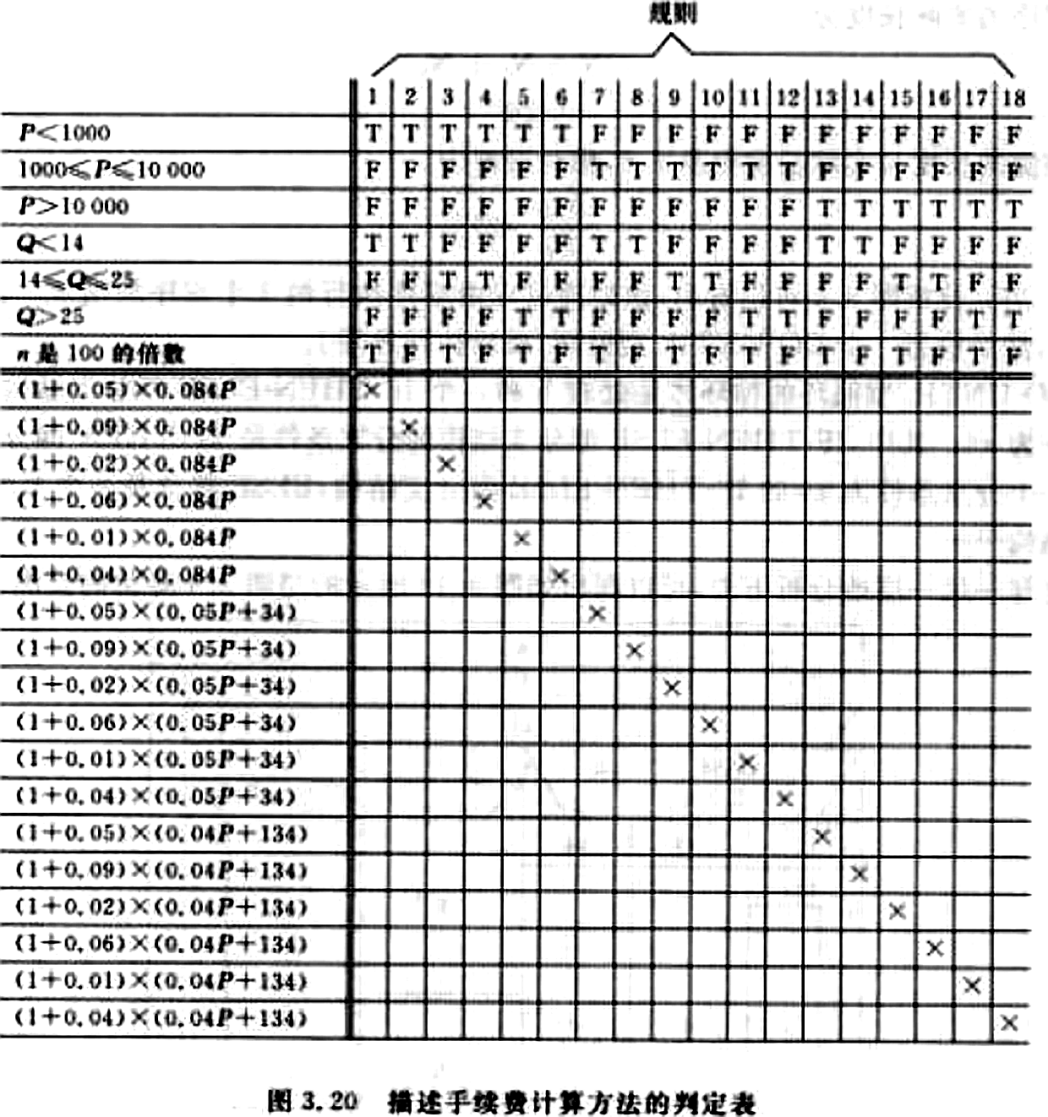 规则
1 2 3 4 5 6 7 8 9 10 11 12 13 14 15 16 17 18
P<1000 T T T T T T F F F F F F F F F F F F
1000≤P≤10 000 F F F F F F T T T T T T F F F F F F
P>10 000 F F F F F F F F F F F F T T T T T T
Q<14 T T F F F F T T F F F F T T F F F F
14≤Q≤25 F F T T F F F F T T F F F F T T F F
Q>25 F F F F T T F F F F T T F F F F T T
n 是 100 的倍数 T F T F T F T F T F T F T F T F T F
(1+0.05)×0.084P ×
(1+0.09)×0.084P ×
(1+0.02)×0.084P ×
(1+0.06)×0.084P ×
(1+0.01)×0.084P ×
(1+0.04)×0.084P ×
(1+0.05)×(0.05P+34) ×
(1+0.09)×(0.05P+34) ×
(1+0.02)×(0.05P+34) ×
(1+0.06)×(0.05P+34) ×
(1+0.01)×(0.05P+34) ×
(1+0.04)×(0.05P+34) ×
(1+0.05)×(0.04P+134) ×
(1+0.09)×(0.04P+134) ×
(1+0.02)×(0.04P+134) ×
(1+0.06)×(0.04P+134) ×
(1+0.01)×(0.04P+134) ×
(1+0.04)×(0.04P+134) ×
图 3.20 描述手续费计算方法的判定表